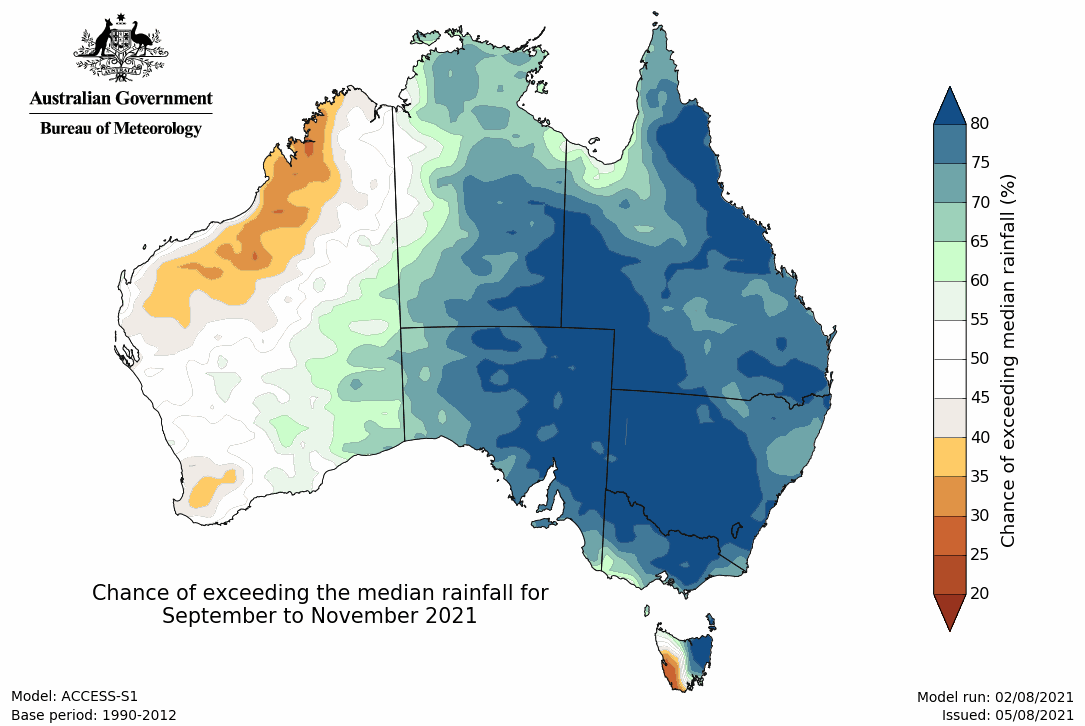 AUSTRALIA
Australian Government
Bureau of Meteorology
80
75
70
65
60
55
50
45
40
35
30
25
20
Chance of exceeding median rainfall (%)
Chance of exceeding the median rainfall for
September to November 2021
Model: ACCESS-S1
Base period: 1990-2012
Model run: 02/08/2021
Issued: 05/08/2021